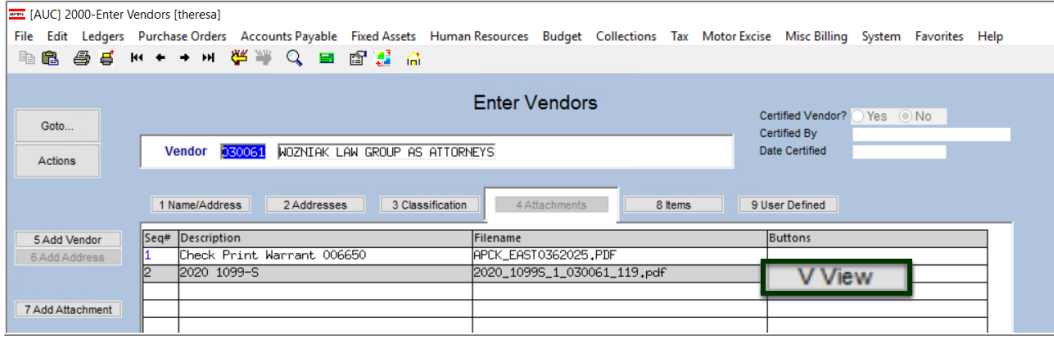 [AUC] 2000-Enter Vendors [theresa]
File Edit Ledgers Purchase Orders Accounts Payable Fixed Assets Human Resources Budget Collections Tax Motor Excise Misc Billing System Favorites Help
Enter Vendors
Goto...
Actions
Vendor 030061 WOZNIAK LAW GROUP AS ATTORNEYS
Certified Vendor? Yes No
Certified By
Date Certified
1 Name/Address 2 Addresses 3 Classification 4 Attachments 8 Items 9 User Defined
5 Add Vendor
6 Add Address
7 Add Attachment
Seq# Description Filename Buttons
1 Check Print Warrant 006650 APCK_EAST0362025.PDF
2 2020 1099-S 2020_1099S_1_030061_119.pdf V View